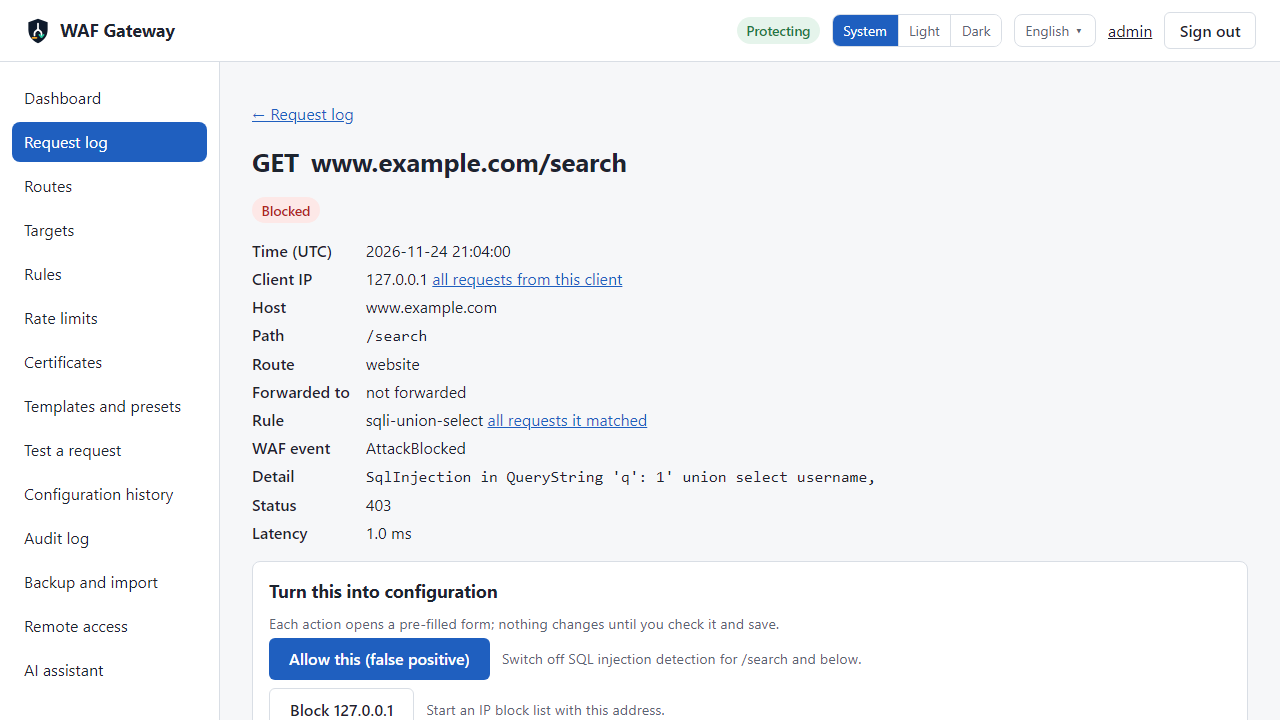 WAF Gateway
Protecting
System Light Dark
English ▾
admin
Sign out
Dashboard
Request log
Routes
Targets
Rules
Rate limits
Certificates
Templates and presets
Test a request
Configuration history
Audit log
Backup and import
Remote access
AI assistant
← Request log
GET www.example.com/search
Blocked
Time (UTC) 2026-11-24 21:04:00
Client IP 127.0.0.1 all requests from this client
Host www.example.com
Path /search
Route website
Forwarded to not forwarded
Rule sqli-union-select all requests it matched
WAF event AttackBlocked
Detail SqlInjection in QueryString 'q': 1' union select username,
Status 403
Latency 1.0 ms
Turn this into configuration
Each action opens a pre-filled form; nothing changes until you check it and save.
Allow this (false positive) Switch off SQL injection detection for /search and below.
Block 127.0.0.1 Start an IP block list with this address.